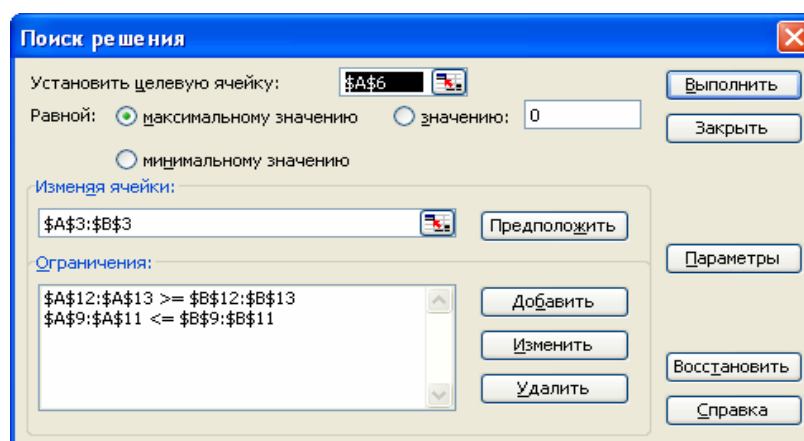 Поиск решения
Установить целевую ячейку: $A$6 Выполнить
Равной: максимальному значению значению: 0 Закрыть
минимальному значению
Изменяя ячейки:
$A$3:$B$3 Предположить
Ограничения: Параметры
$A$12:$A$13 >= $B$12:$B$13 Добавить
$A$9:$A$11 <= $B$9:$B$11
Изменить
Восстановить
Удалить
Справка